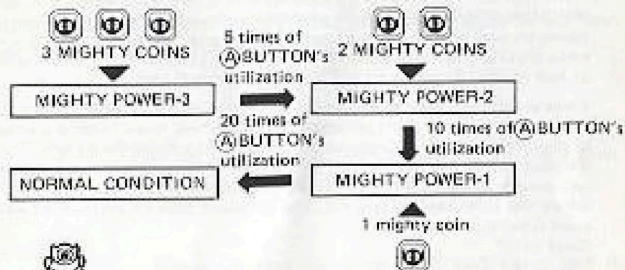 3 MIGHTY COINS
5 times of
Ⓐ BUTTON's
utilization
2 MIGHTY COINS
MIGHTY POWER-3
MIGHTY POWER-2
20 times of
Ⓐ BUTTON's
utilization
10 times of Ⓐ BUTTON's
utilization
NORMAL CONDITION
MIGHTY POWER-1
1 mighty coin